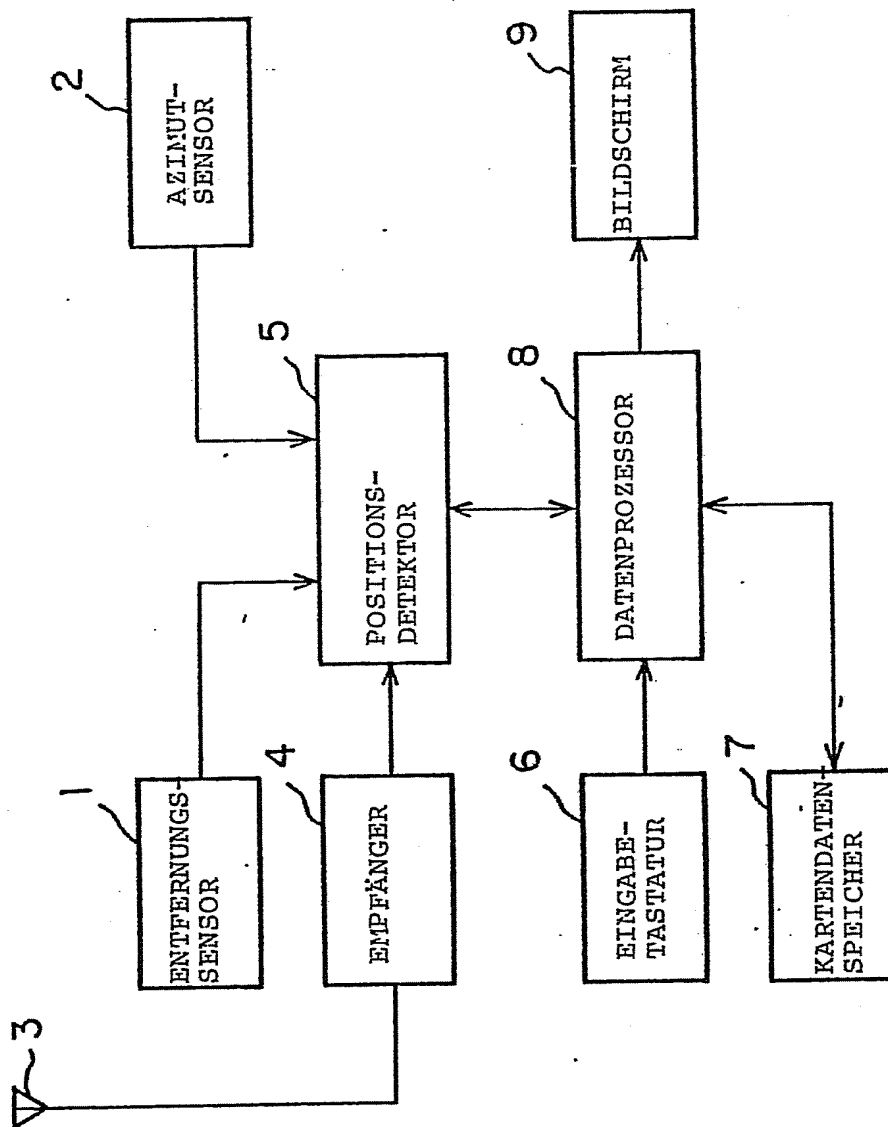 3
1
ENTFERNUNGS-
SENSOR
2
AZIMUT-
SENSOR
4
EMPFÄNGER
5
POSITIONS-
DETEKTOR
6
EINGABE-
TASTATUR
8
DATENPROZESSOR
9
BILDSCHIRM
7
KARTENDATEN-
SPEICHER